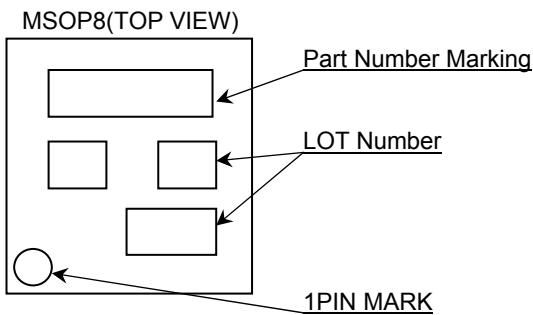 MSOP8(TOP VIEW)
Part Number Marking
LOT Number
1PIN MARK